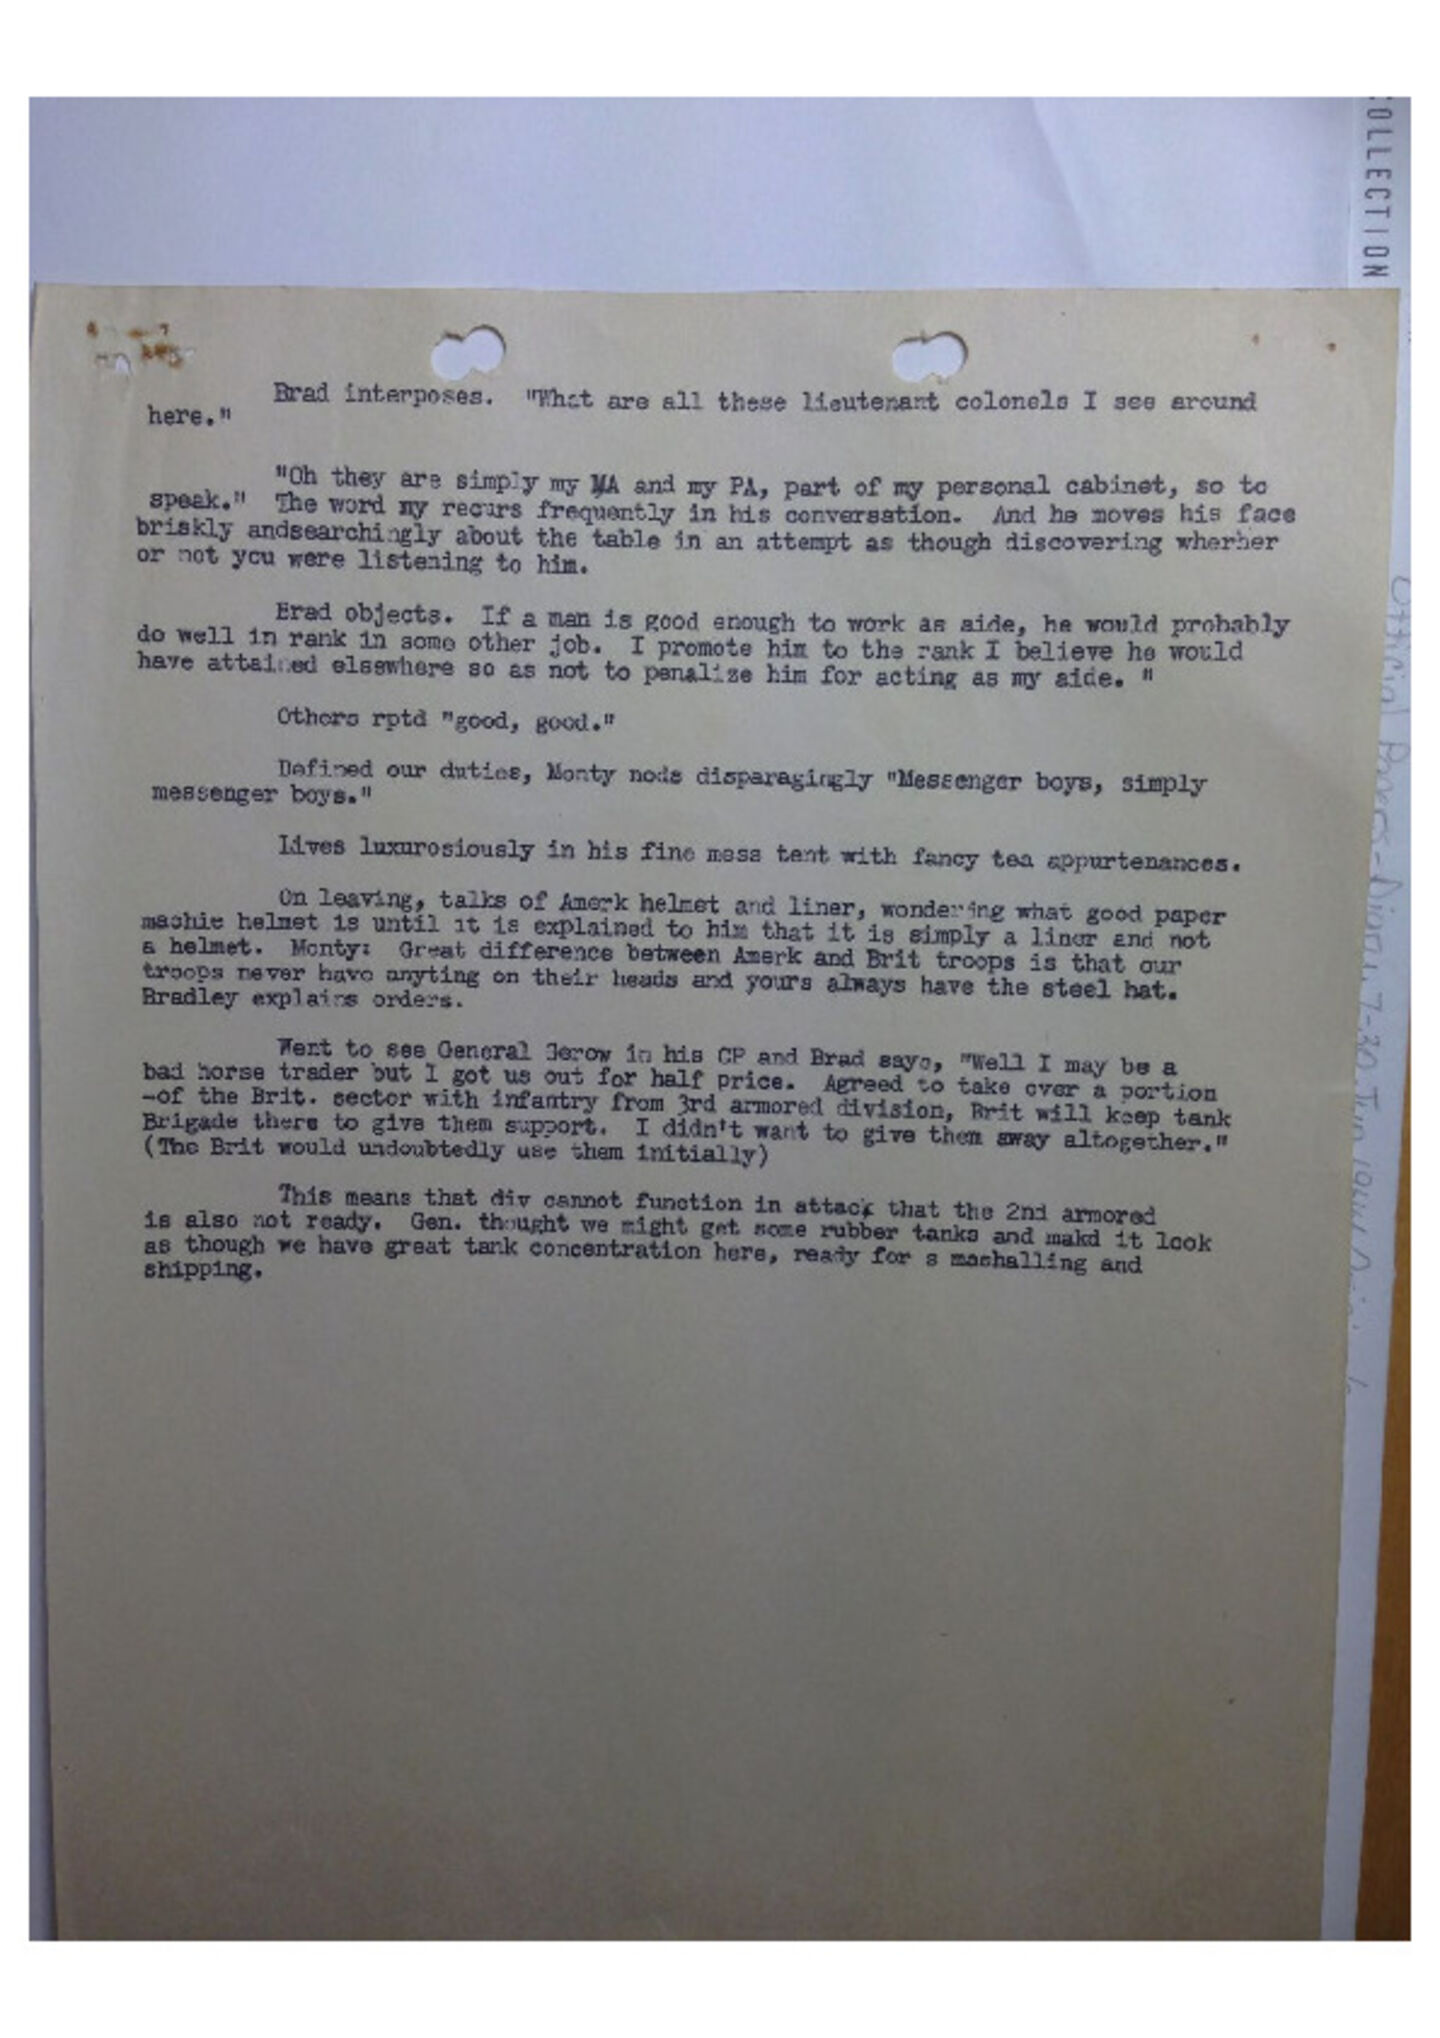 COLLECTION
Brad interposes. "What are all these lieutenant colonels I see around
here."
"Oh they are simply my MA and my PA, part of my personal cabinet, so to
speak." The word my recurs frequently in his conversation. And he moves his face
briskly andsearchingly about the table in an attempt as though discovering wherher
or not you were listening to him.
Brad objects. If a man is good enough to work as aide, he would probably
do well in rank in some other job. I promote him to the rank I believe he would
have attained elsewhere so as not to penalize him for acting as my aide. "
Others rptd "good, good."
Defined our duties, Monty nods disparagingly "Messenger boys, simply
messenger boys."
Lives luxurosiously in his fine mess tent with fancy tea appurtenances.
On leaving, talks of Amerk helmet and liner, wondering what good paper
machie helmet is until it is explained to him that it is simply a liner and not
a helmet. Monty: Great difference between Amerk and Brit troops is that our
troops never have anyting on their heads and yours always have the steel hat.
Bradley explains orders.
Went to see General Gerow in his CP and Brad says, "Well I may be a
bad horse trader but I got us out for half price. Agreed to take over a portion
-of the Brit. sector with infantry from 3rd armored division, Brit will keep tank
Brigade there to give them support. I didn't want to give them away altogether."
(The Brit would undoubtedly use them initially)
This means that div cannot function in attack that the 2nd armored
is also not ready. Gen. thought we might get some rubber tanks and makd it look
as though we have great tank concentration here, ready for s mashalling and
shipping.
Official Papers - Diary, 7-30 Jun 1944